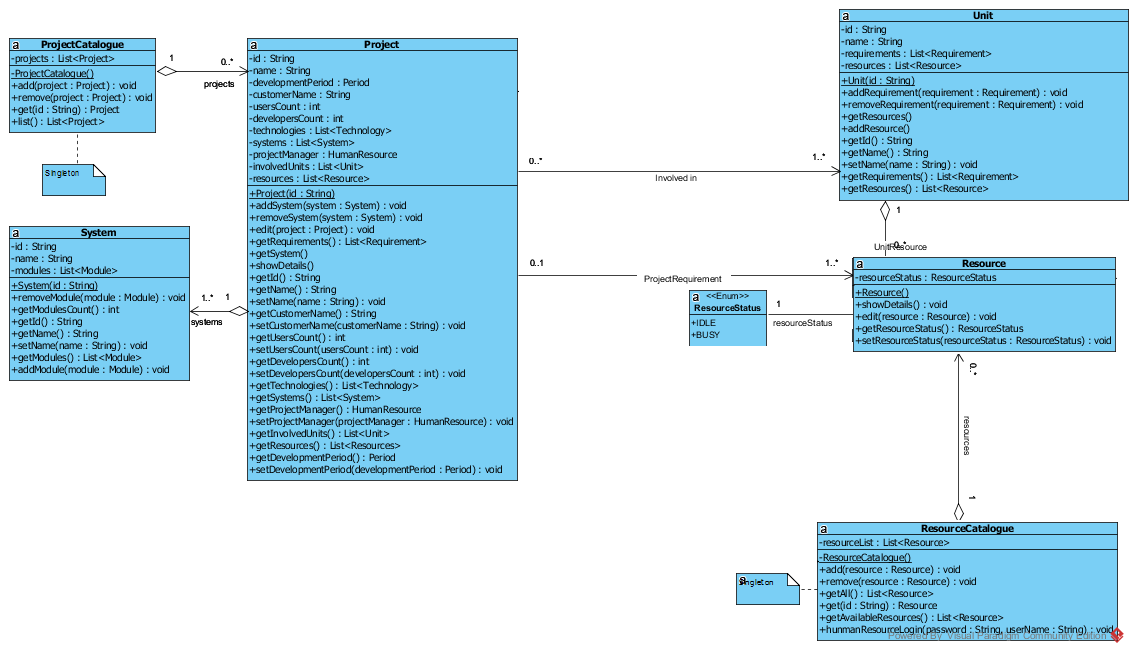 a
ProjectCatalogue
-projects : List<Project>
-ProjectCatalogue()
+add(project : Project) : void
+remove(project : Project) : void
+get(id : String) : Project
+list() : List<Project>
Singleton
1
0..*
projects
a
Project
-id : String
-name : String
-developmentPeriod : Period
-customerName : String
-usersCount : int
-developersCount : int
-technologies : List<Technology>
-systems : List<System>
-projectManager : HumanResource
-involvedUnits : List<Unit>
-resources : List<Resource>
+Project(id : String)
+addSystem(system : System) : void
+removeSystem(system : System) : void
+edit(project : Project) : void
+getRequirements() : List<Requirement>
+getSystem()
+showDetails()
+getId() : String
+getName() : String
+setName(name : String) : void
+getCustomerName() : String
+setCustomerName(customerName : String) : void
+getUsersCount() : int
+setUsersCount(usersCount : int) : void
+getDevelopersCount() : int
+setDevelopersCount(developersCount : int) : void
+getTechnologies() : List<Technology>
+getSystems() : List<System>
+getProjectManager() : HumanResource
+setProjectManager(projectManager : HumanResource) : void
+getInvolvedUnits() : List<Unit>
+getResources() : List<Resources>
+getDevelopmentPeriod() : Period
+setDevelopmentPeriod(developmentPeriod : Period) : void
a
System
-id : String
-name : String
-modules : List<Module>
+System(id : String)
+removeModule(module : Module) : void
+getModulesCount() : int
+getId() : String
+getName() : String
+setName(name : String) : void
+getModules() : List<Module>
+addModule(module : Module) : void
1..*
1
systems
0..*
1..*
Involved in
0..1
1..*
ProjectRequirement
a
Unit
-id : String
-name : String
-requirements : List<Requirement>
-resources : List<Resource>
+Unit(id : String)
+addRequirement(requirement : Requirement) : void
+removeRequirement(requirement : Requirement) : void
+getResources()
+addResource()
+getId() : String
+getName() : String
+setName(name : String) : void
+getRequirements() : List<Requirement>
+getResources() : List<Resource>
1
0..*
UnitResource
a
Resource
-resourceStatus : ResourceStatus
+Resource()
+showDetails() : void
+edit(resource : Resource) : void
+getResourceStatus() : ResourceStatus
+setResourceStatus(resourceStatus : ResourceStatus) : void
a
<<Enum>>
ResourceStatus
+IDLE
+BUSY
1
resourceStatus
0..*
resources
1
a
ResourceCatalogue
-resourceList : List<Resource>
-ResourceCatalogue()
+add(resource : Resource) : void
+remove(resource : Resource) : void
+getAll() : List<Resource>
+get(id : String) : Resource
+getAvailableResources() : List<Resource>
+hunmanResourceLogin(password : String, userName : String) : void
a
Singleton
Powered By Visual Paradigm Community Edition